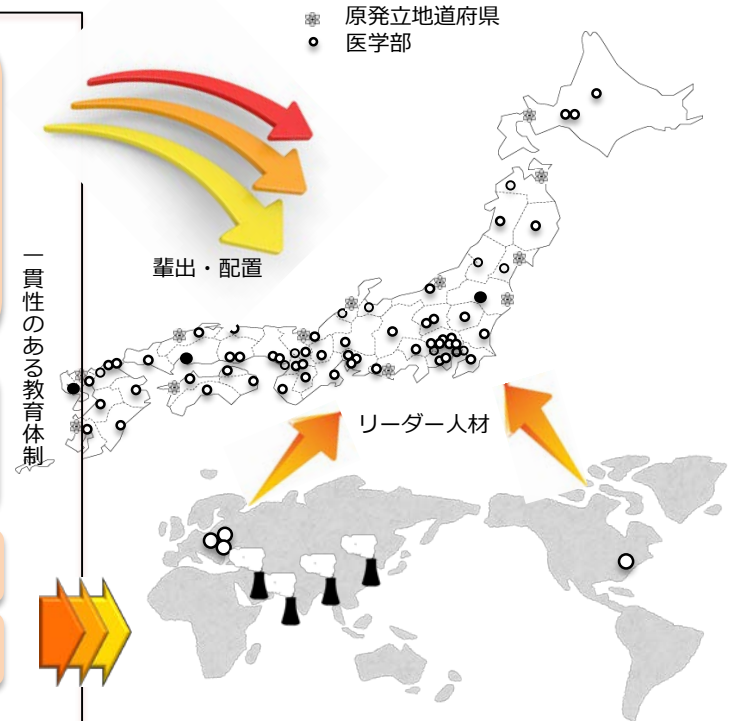 原発立地道府県
医学部
輩出・配置
一貫性のある教育体制
リーダー人材